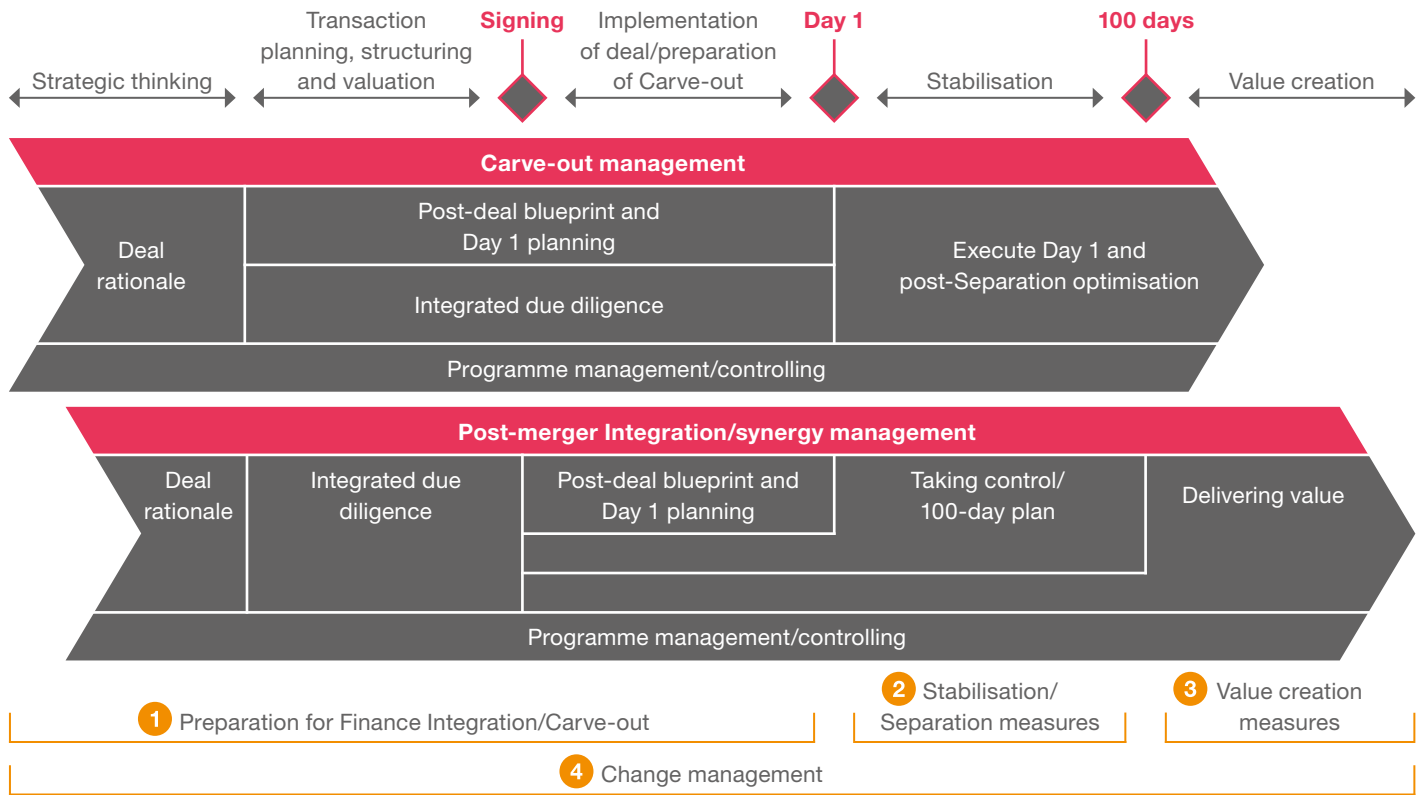 Strategic thinking
Transaction
planning, structuring
and valuation
Signing
Implementation
of deal/preparation
of Carve-out
Day 1
Stabilisation
100 days
Value creation
Carve-out management
Deal
rationale
Post-deal blueprint and
Day 1 planning
Integrated due diligence
Execute Day 1 and
post-Separation optimisation
Programme management/controlling
Post-merger Integration/synergy management
Deal
rationale
Integrated due
diligence
Post-deal blueprint and
Day 1 planning
Taking control/
100-day plan
Delivering value
Programme management/controlling
1 Preparation for Finance Integration/Carve-out
2 Stabilisation/
Separation measures
3 Value creation
measures
4 Change management